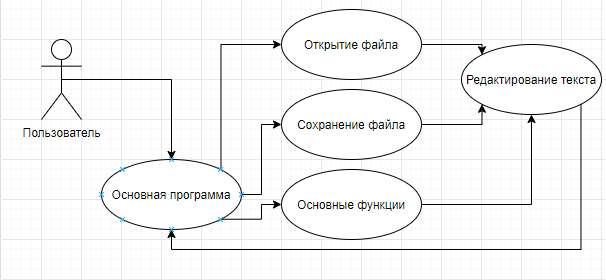 Открытие файла
Редактирование текста
Сохранение файла
Пользователь
Основная программа
Основные функции